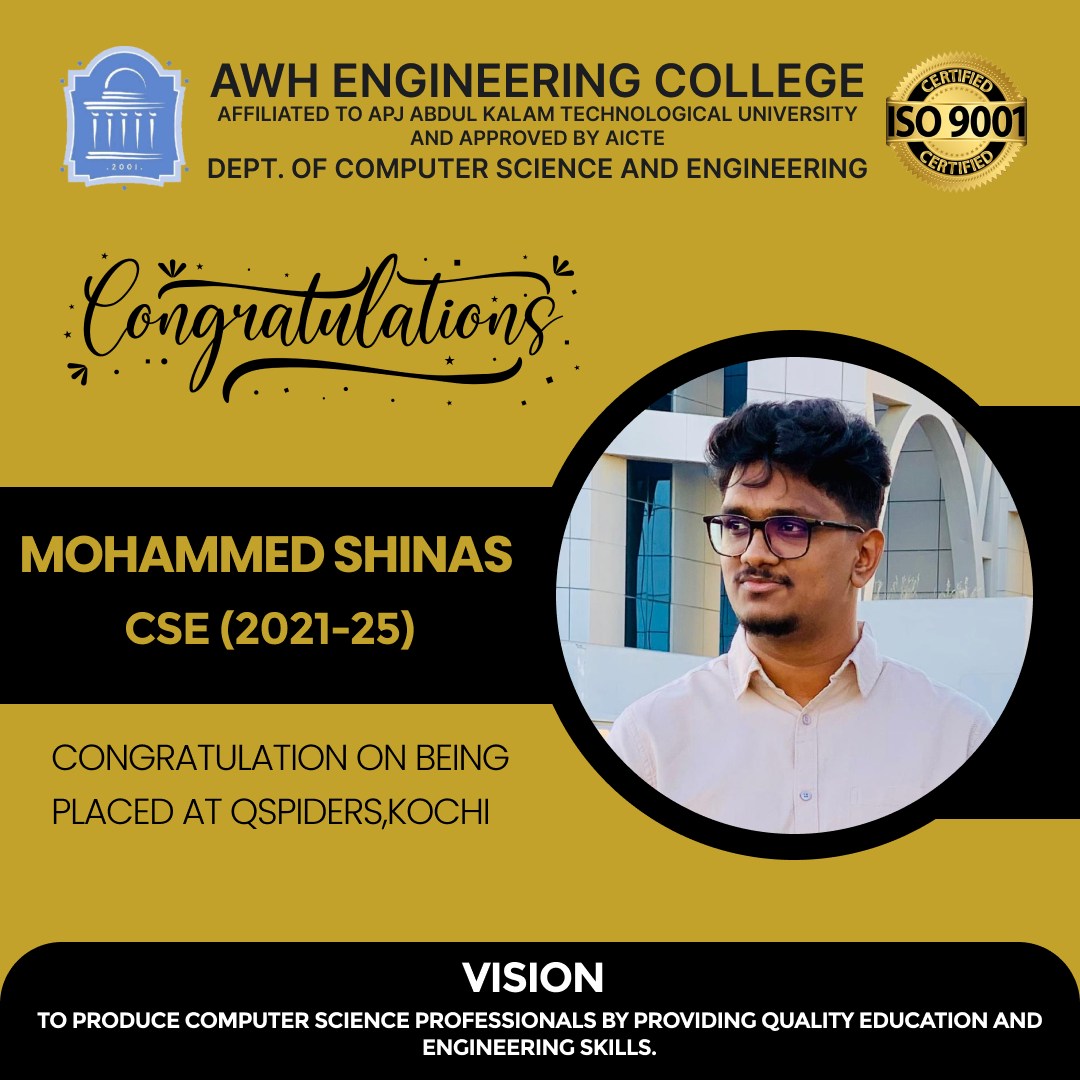 AWH ENGINEERING COLLEGE
AFFILIATED TO APJ ABDUL KALAM TECHNOLOGICAL UNIVERSITY
AND APPROVED BY AICTE
DEPT. OF COMPUTER SCIENCE AND ENGINEERING
.2001.
CERTIFIED
ISO 9001
CERTIFIED
Congratulations
MOHAMMED SHINAS
CSE (2021-25)
CONGRATULATION ON BEING
PLACED AT QSPIDERS,KOCHI
VISION
TO PRODUCE COMPUTER SCIENCE PROFESSIONALS BY PROVIDING QUALITY EDUCATION AND
ENGINEERING SKILLS.